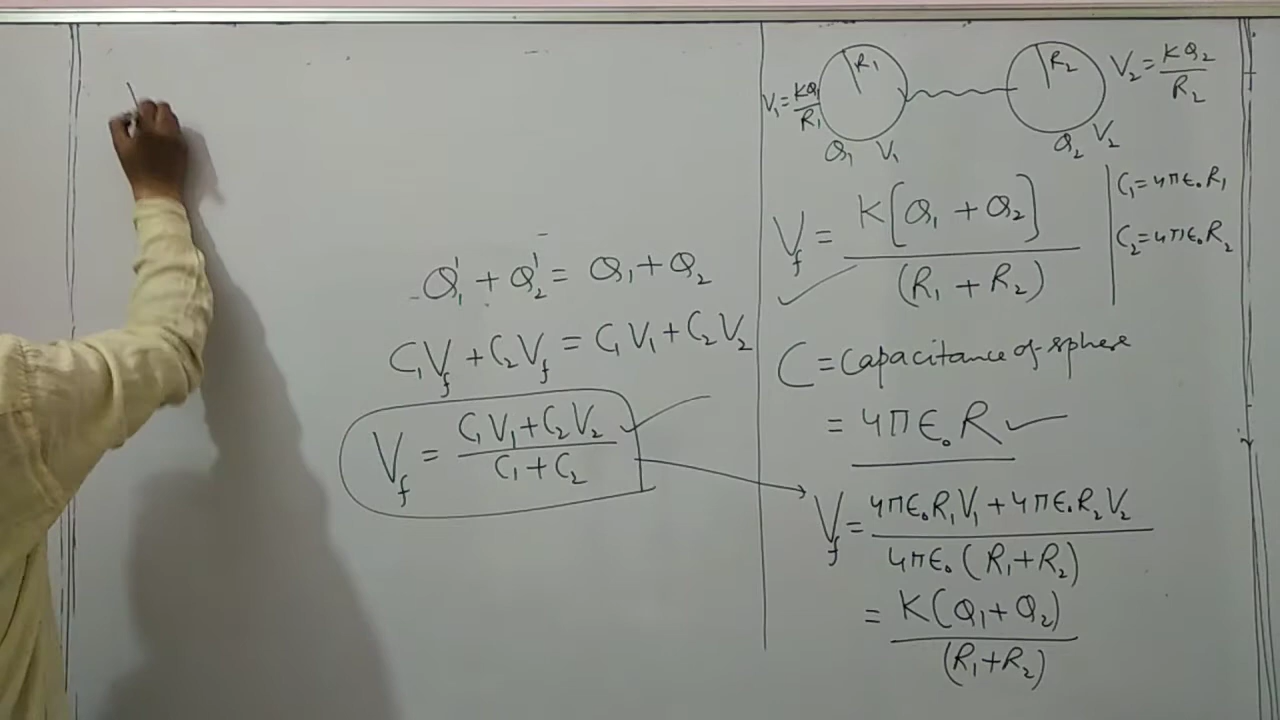 Q₁' + Q₂' = Q₁ + Q₂
C₁V_f + C₂V_f = C₁V₁ + C₂V₂
V_f = (C₁V₁ + C₂V₂) / (C₁ + C₂)
R₁
R₂
V₁ = KQ₁/R₁
V₂ = KQ₂/R₂
Q₁ V₁
Q₂ V₂
V_f = K[Q₁ + Q₂] / (R₁ + R₂)
C₁ = 4πε₀R₁
C₂ = 4πε₀R₂
C = Capacitance of sphere
= 4πε₀R
V_f = (4πε₀R₁V₁ + 4πε₀R₂V₂) / (4πε₀(R₁ + R₂))
= K(Q₁ + Q₂) / (R₁ + R₂)